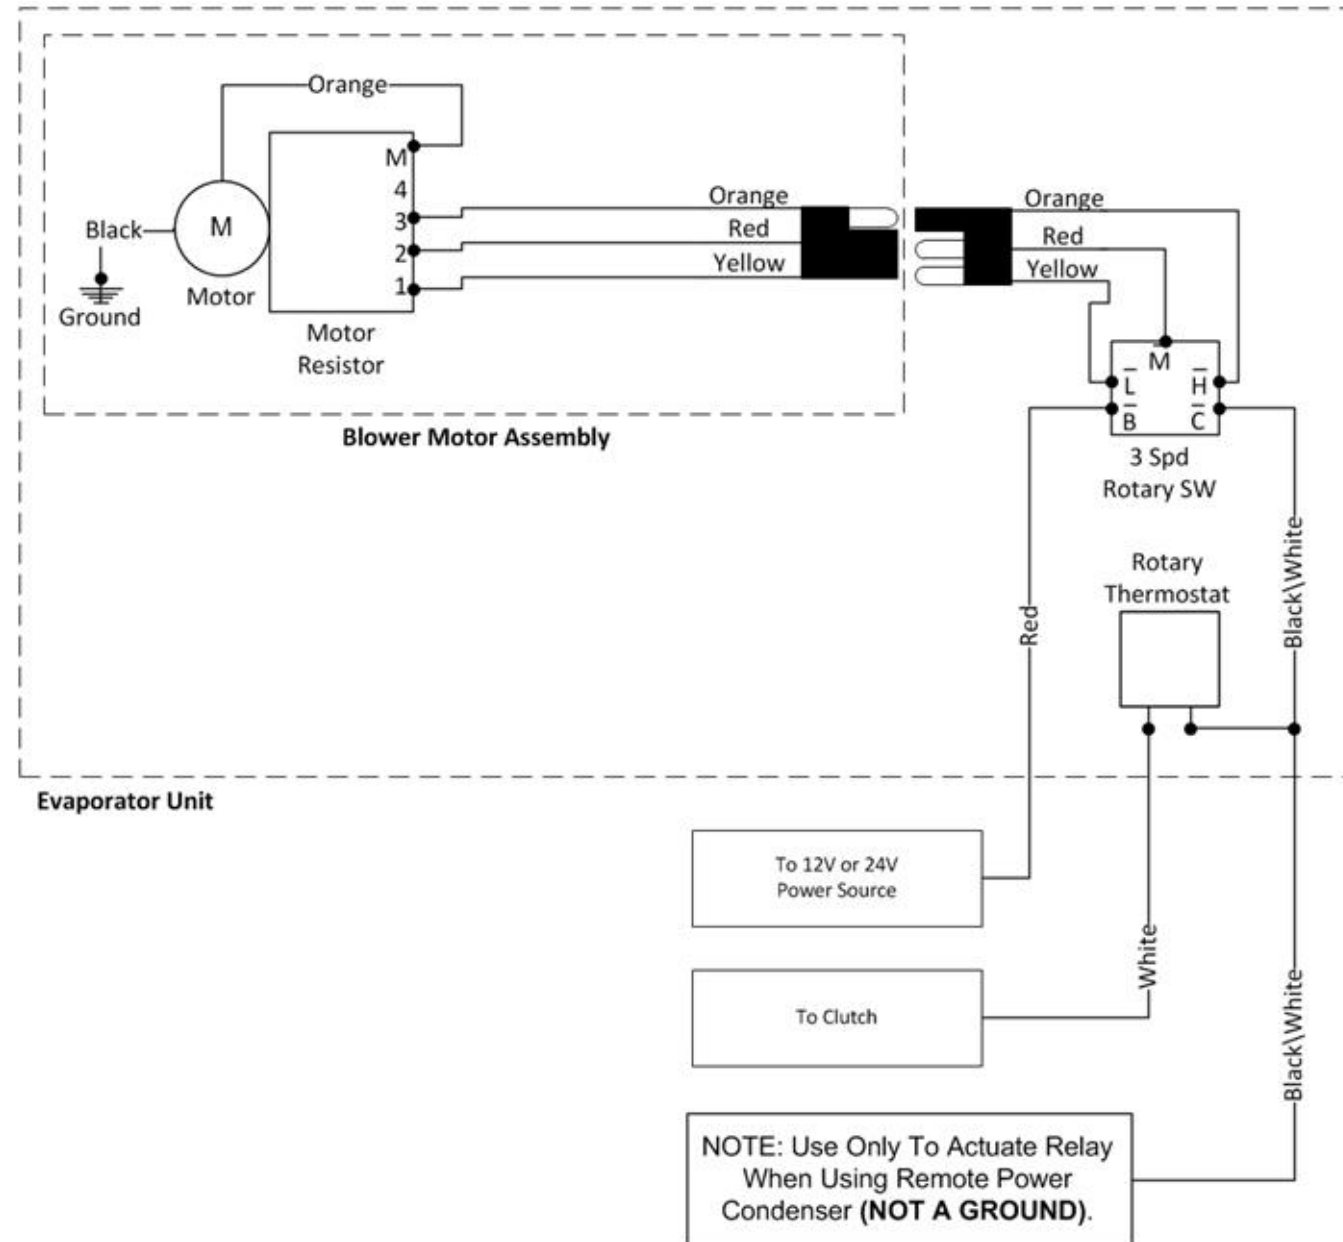 Orange
M
4
3
2
1
Black
M
Ground
Motor
Motor
Resistor
Orange
Red
Yellow
Orange
Red
Yellow
Blower Motor Assembly
M
L
H
B
C
3 Spd
Rotary SW
Rotary
Thermostat
Red
Black\White
Evaporator Unit
To 12V or 24V
Power Source
White
To Clutch
Black\White
NOTE: Use Only To Actuate Relay
When Using Remote Power
Condenser (NOT A GROUND).